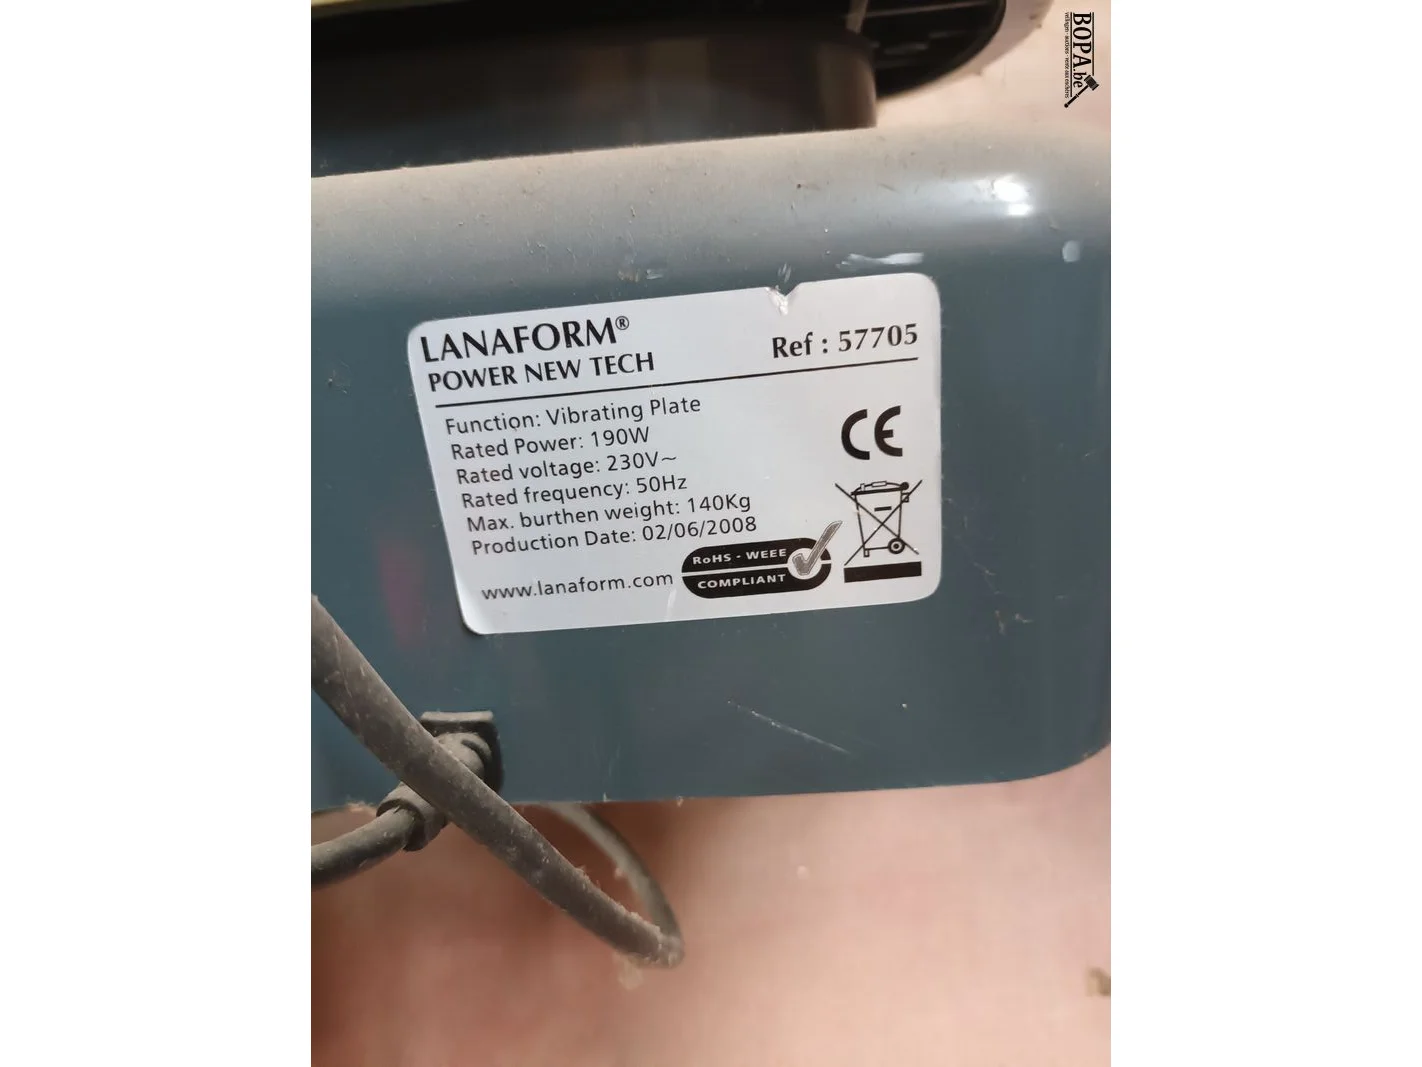 LANAFORM®
POWER NEW TECH
Ref : 57705
Function: Vibrating Plate
Rated Power: 190W
Rated voltage: 230V~
Rated frequency: 50Hz
Max. burthen weight: 140Kg
Production Date: 02/06/2008
www.lanaform.com
RoHS - WEEE
COMPLIANT
CE
BOPA.be